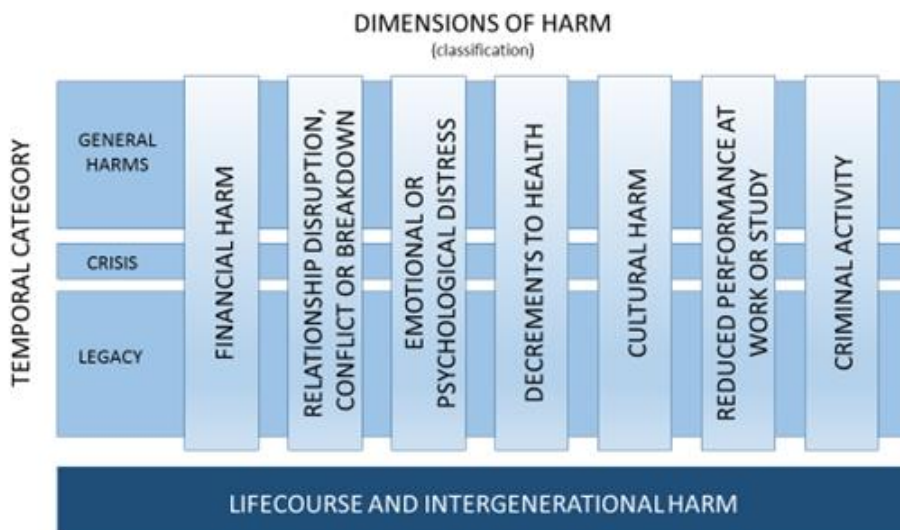 DIMENSIONS OF HARM
(classification)
TEMPORAL CATEGORY
GENERAL
HARMS
CRISIS
LEGACY
FINANCIAL HARM
RELATIONSHIP DISRUPTION,
CONFLICT OR BREAKDOWN
EMOTIONAL OR
PSYCHOLOGICAL DISTRESS
DECREMENTS TO HEALTH
CULTURAL HARM
REDUCED PERFORMANCE AT
WORK OR STUDY
CRIMINAL ACTIVITY
LIFECOURSE AND INTERGENERATIONAL HARM